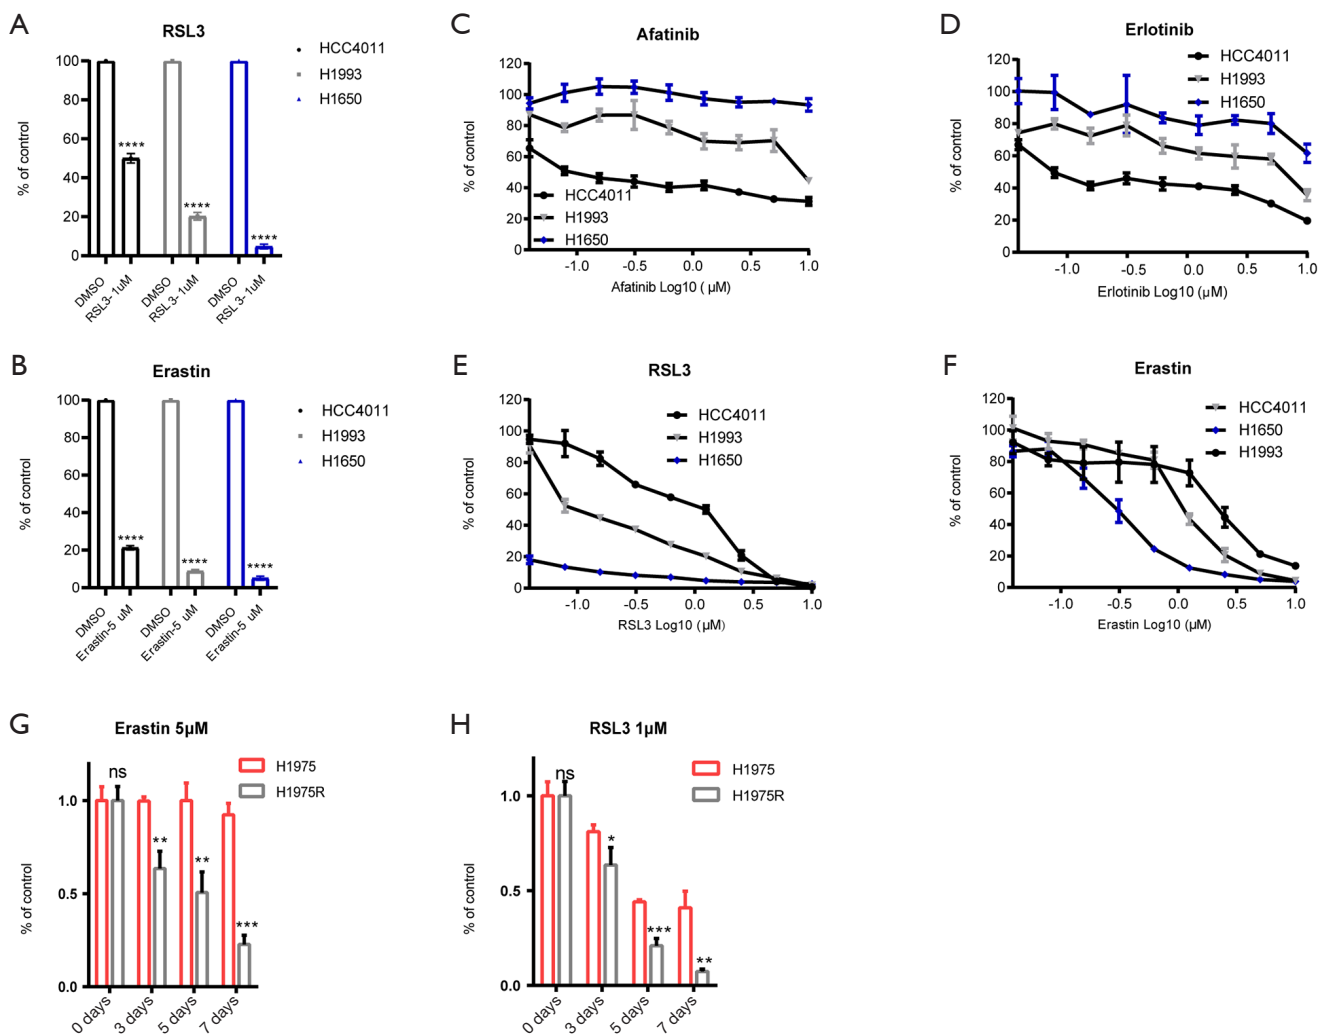 A
RSL3
% of control
100
80
60
40
20
0
****
****
****
DMSO
RSL3-1uM
DMSO
RSL3-1uM
DMSO
RSL3-1uM
HCC4011
H1993
H1650
C
Afatinib
% of control
120
100
80
60
40
20
0
HCC4011
H1993
H1650
-1.0
-0.5
0.0
0.5
1.0
Afatinib Log10 ( µM)
D
Erlotinib
% of control
120
100
80
60
40
20
0
HCC4011
H1993
H1650
-1.0
-0.5
0.0
0.5
1.0
Erlotinib Log10 (µM)
B
Erastin
% of control
100
80
60
40
20
0
****
****
****
DMSO
Erastin-5 uM
DMSO
Erastin-5 uM
DMSO
Erastin-5 uM
HCC4011
H1993
H1650
E
RSL3
% of control
120
100
80
60
40
20
0
HCC4011
H1993
H1650
-1.0
-0.5
0.0
0.5
1.0
RSL3 Log10 (µM)
F
Erastin
% of control
120
100
80
60
40
20
0
HCC4011
H1650
H1993
-1.0
-0.5
0.0
0.5
1.0
Erastin Log10 (µM)
G
Erastin 5µM
% of control
1.0
0.5
0.0
ns
**
**
***
0 days
3 days
5 days
7 days
H1975
H1975R
H
RSL3 1µM
% of control
1.0
0.5
0.0
ns
*
***
**
0 days
3 days
5 days
7 days
H1975
H1975R